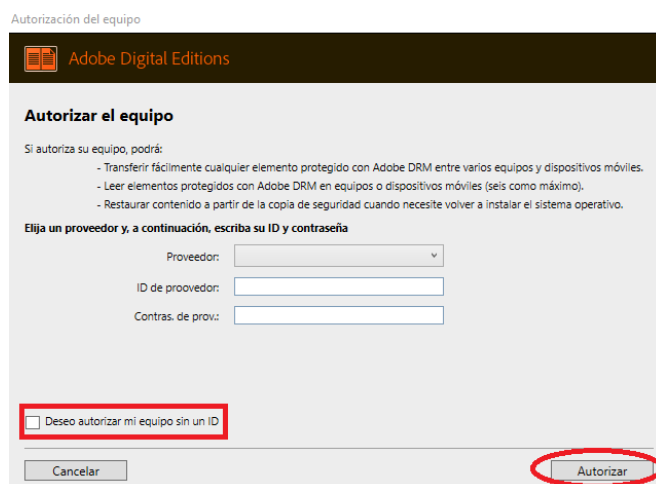 Autorización del equipo
Adobe Digital Editions
Autorizar el equipo
Si autoriza su equipo, podrá:
- Transferir fácilmente cualquier elemento protegido con Adobe DRM entre varios equipos y dispositivos móviles.
- Leer elementos protegidos con Adobe DRM en equipos o dispositivos móviles (seis como máximo).
- Restaurar contenido a partir de la copia de seguridad cuando necesite volver a instalar el sistema operativo.
Elija un proveedor y, a continuación, escriba su ID y contraseña
Proveedor:
ID de proovedor:
Contras. de prov.:
Deseo autorizar mi equipo sin un ID
Cancelar
Autorizar